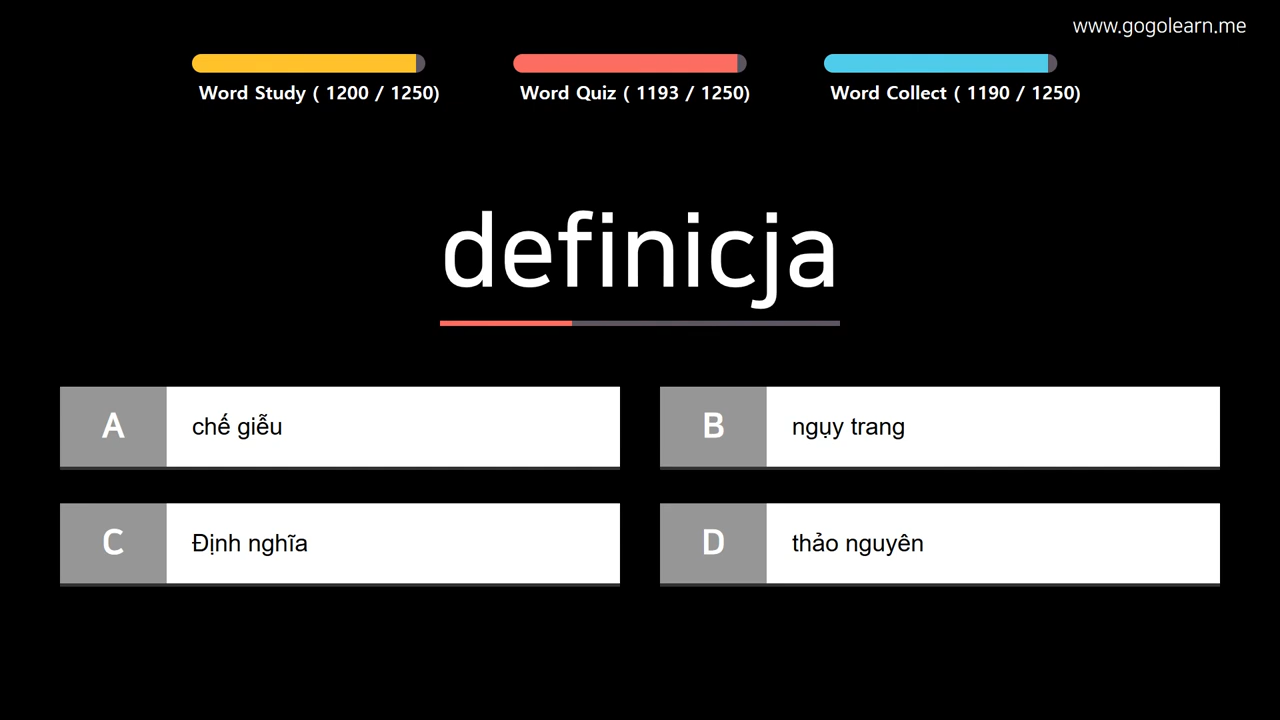 www.gogolearn.me
Word Study ( 1200 / 1250)
Word Quiz ( 1193 / 1250)
Word Collect ( 1190 / 1250)
definicja
A
chế giễu
B
ngụy trang
C
Định nghĩa
D
thảo nguyên